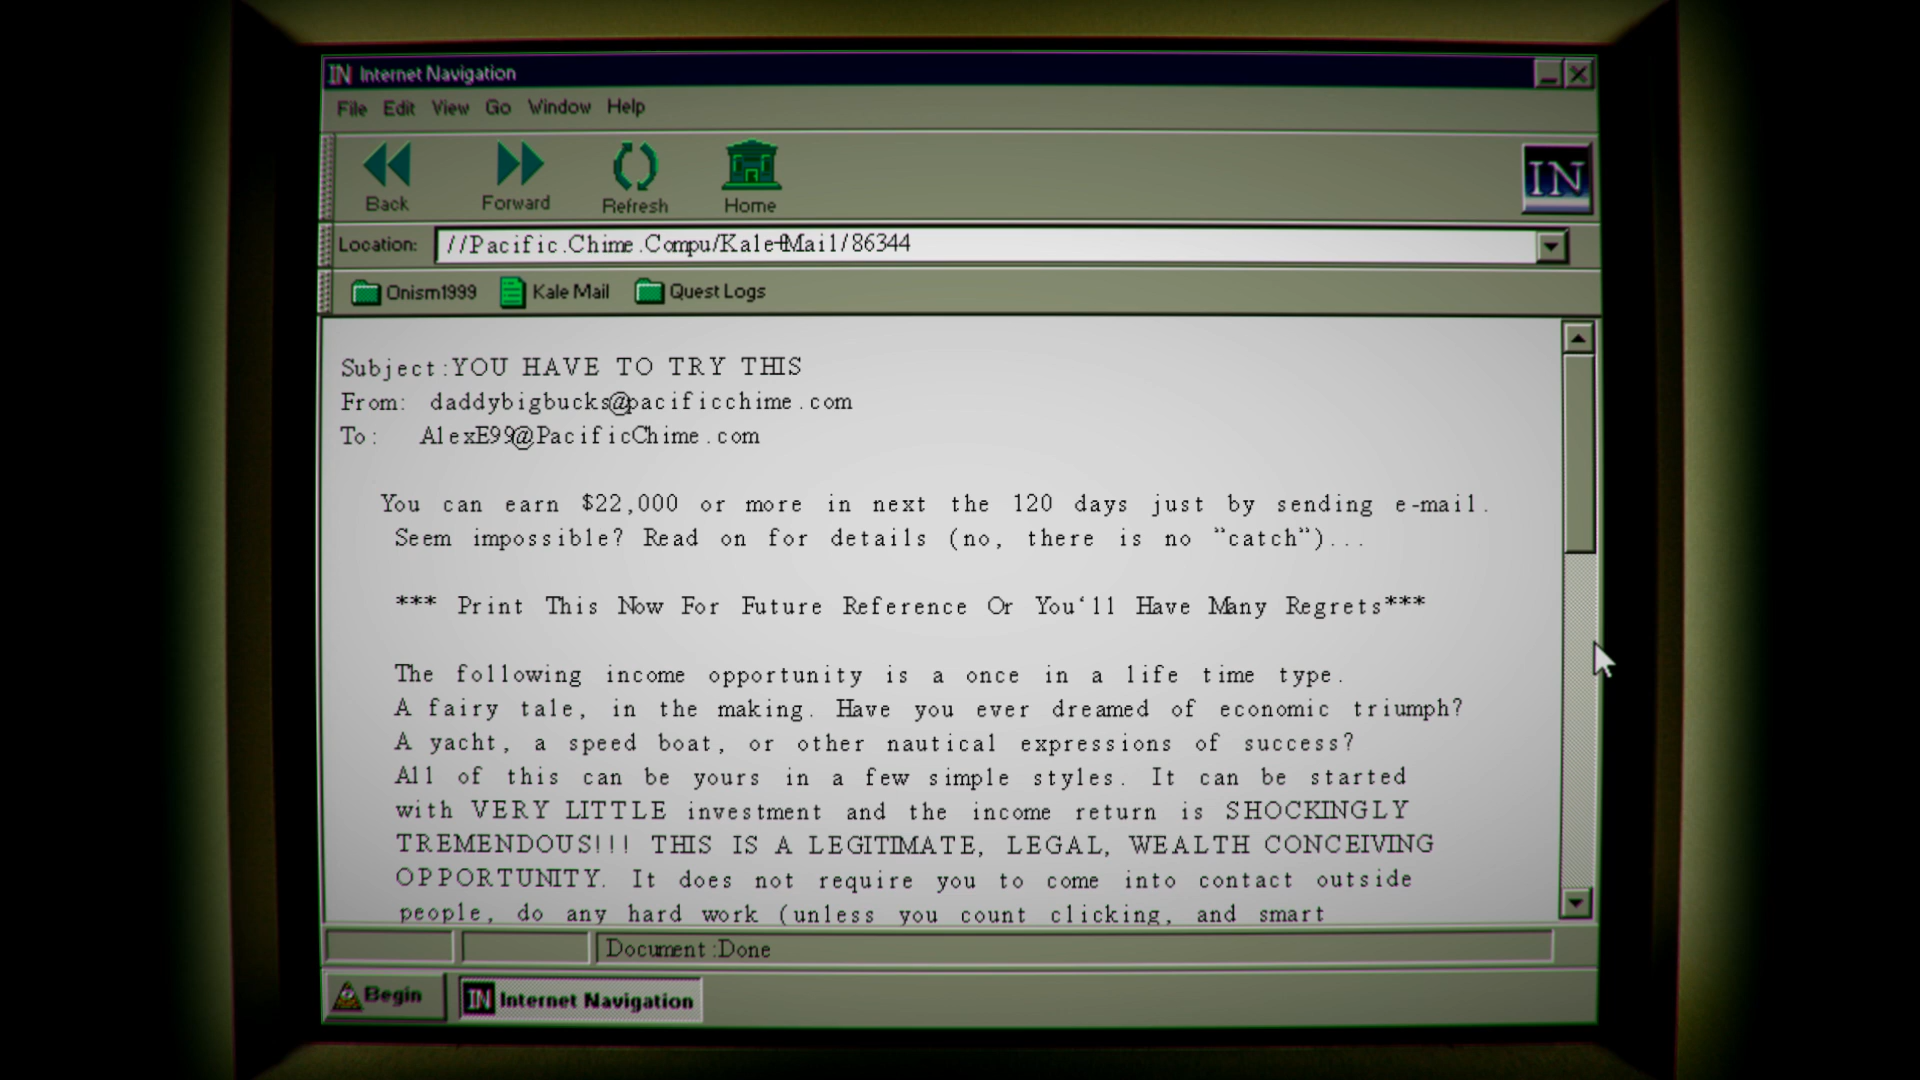 IN Internet Navigation
File Edit View Go Window Help
Back Forward Refresh Home
IN
Location: //Pacific.Chime.Compu/Kale+Mail/86344
Onism1999 Kale Mail Quest Logs
Subject:YOU HAVE TO TRY THIS
From: daddybigbucks@pacificchime.com
To: AlexE99@PacificChime.com
You can earn $22,000 or more in next the 120 days just by sending e-mail.
Seem impossible? Read on for details (no, there is no "catch")...
*** Print This Now For Future Reference Or You'll Have Many Regrets***
The following income opportunity is a once in a life time type.
A fairy tale, in the making. Have you ever dreamed of economic triumph?
A yacht, a speed boat, or other nautical expressions of success?
All of this can be yours in a few simple styles. It can be started
with VERY LITTLE investment and the income return is SHOCKINGLY
TREMENDOUS!!! THIS IS A LEGITIMATE, LEGAL, WEALTH CONCEIVING
OPPORTUNITY. It does not require you to come into contact outside
people, do any hard work (unless you count clicking, and smart
Document:Done
Begin IN Internet Navigation